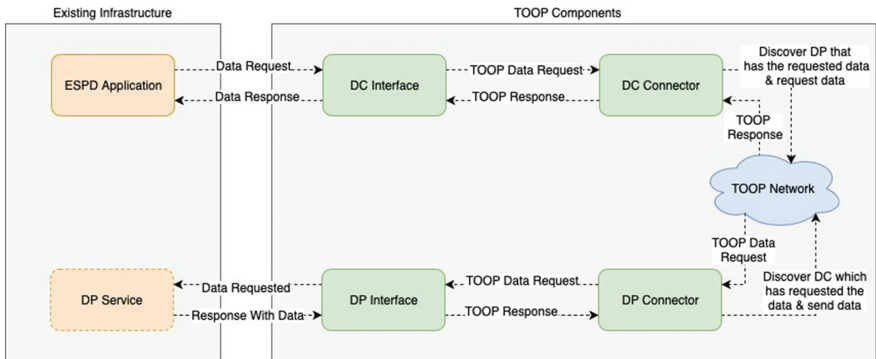 Existing Infrastructure
TOOP Components
ESPD Application
Data Request
Data Response
DC Interface
TOOP Data Request
TOOP Response
DC Connector
Discover DP that
has the requested data
& request data
TOOP
Response
TOOP Network
TOOP Data
Request
Discover DC which
has requested the
data & send data
DP Service
Data Requested
Response With Data
DP Interface
TOOP Data Request
TOOP Response
DP Connector